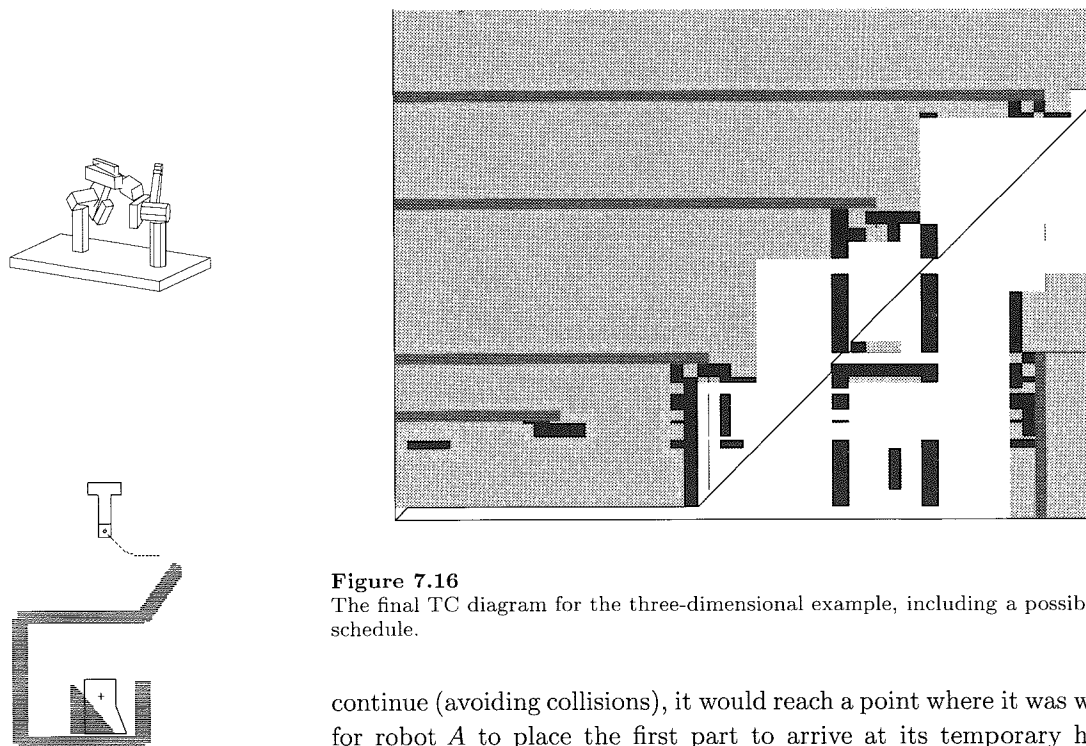 Figure 7.16
The final TC diagram for the three-dimensional example, including a
schedule.
continue (avoiding collisions), it would reach a point where it was
for robot A to place the first part to arrive at its temporary